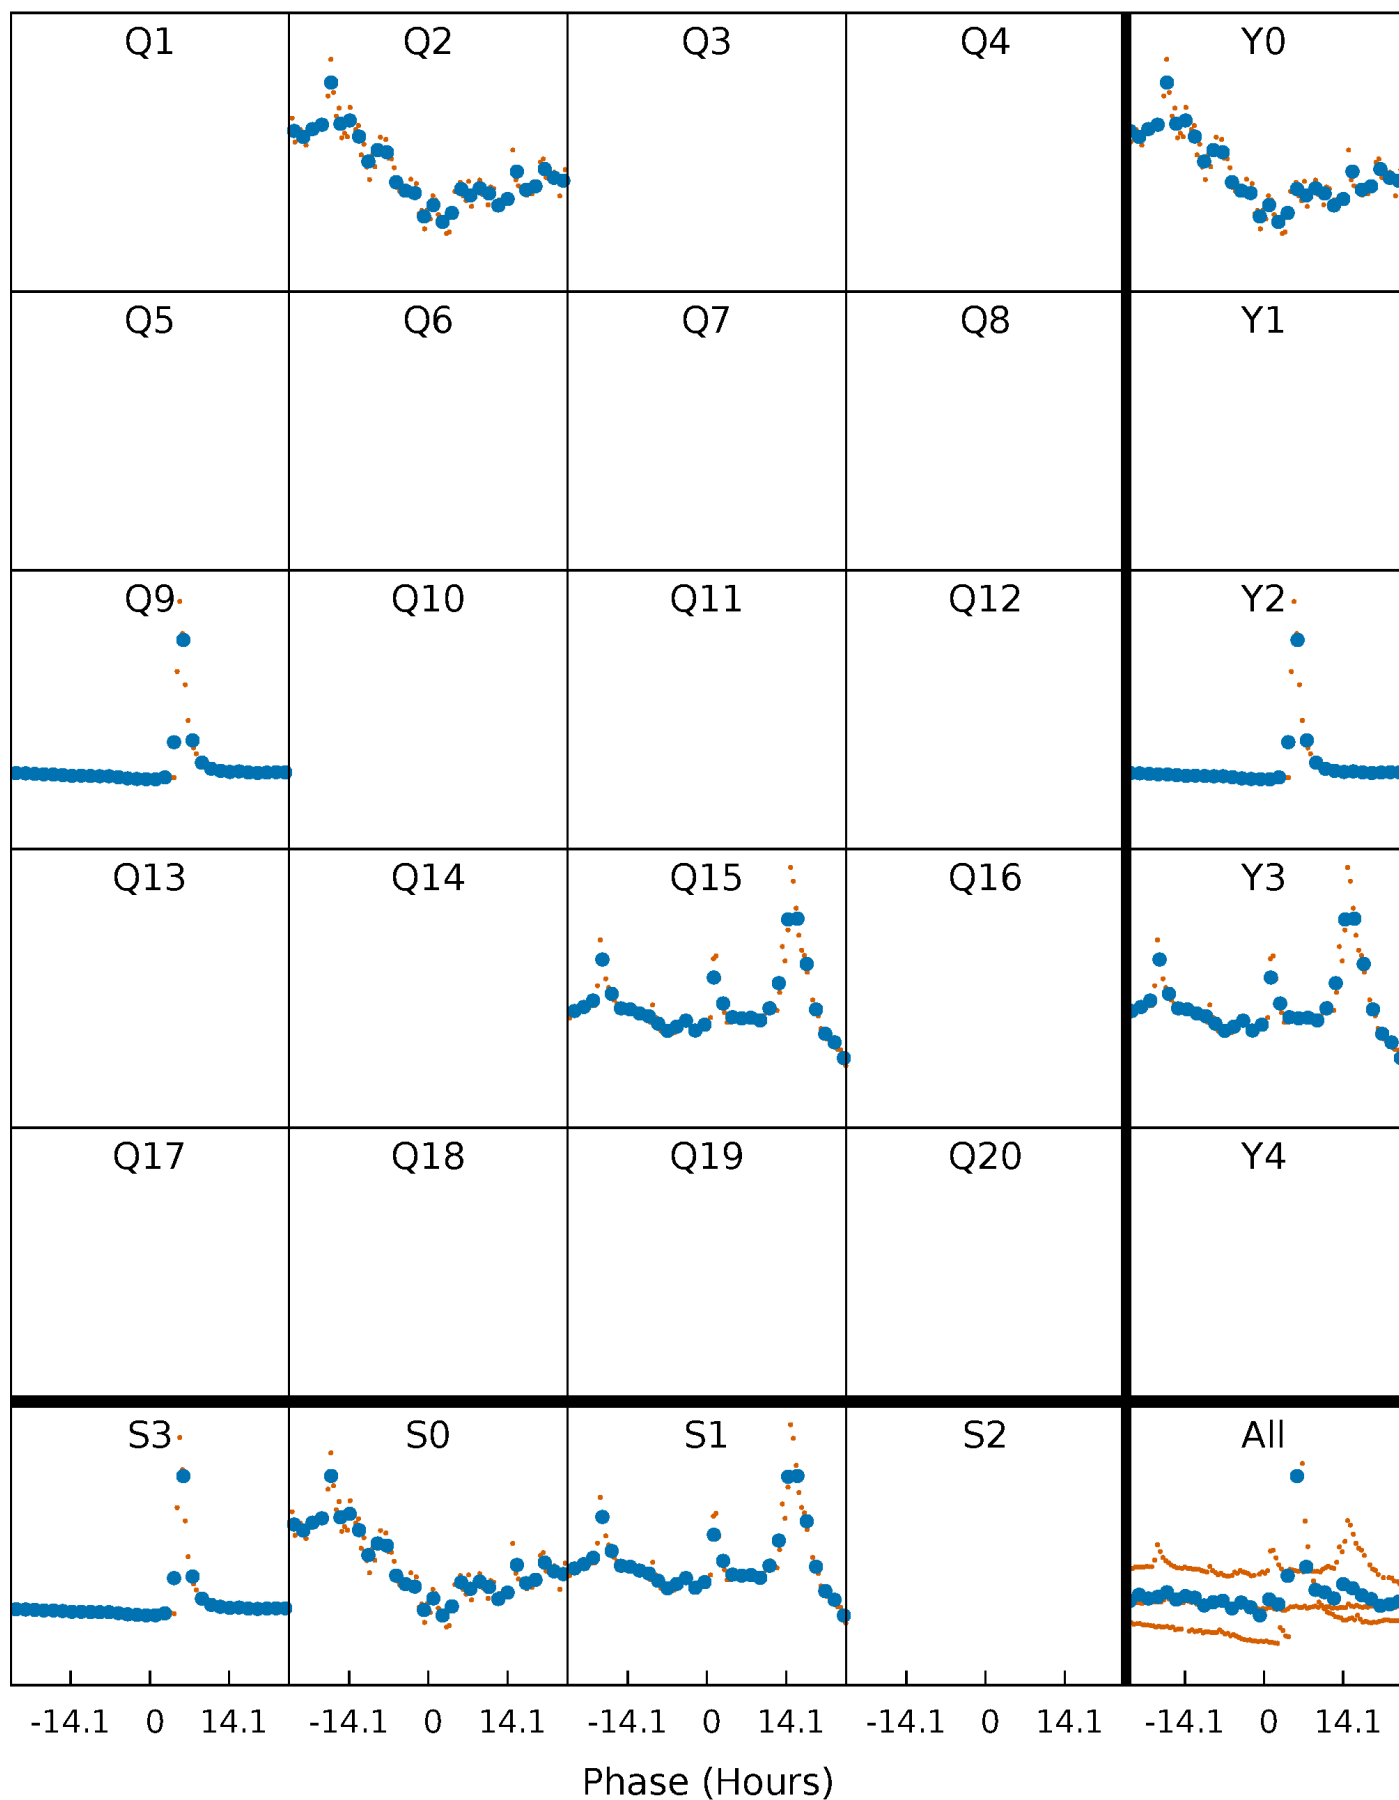 Q1 Q2 Q3 Q4 Y0
Q5 Q6 Q7 Q8 Y1
Q9 Q10 Q11 Q12 Y2
Q13 Q14 Q15 Q16 Y3
Q17 Q18 Q19 Q20 Y4
S3 S0 S1 S2 All
-14.1 0 14.1 -14.1 0 14.1 -14.1 0 14.1 -14.1 0 14.1 -14.1 0 14.1
Phase (Hours)